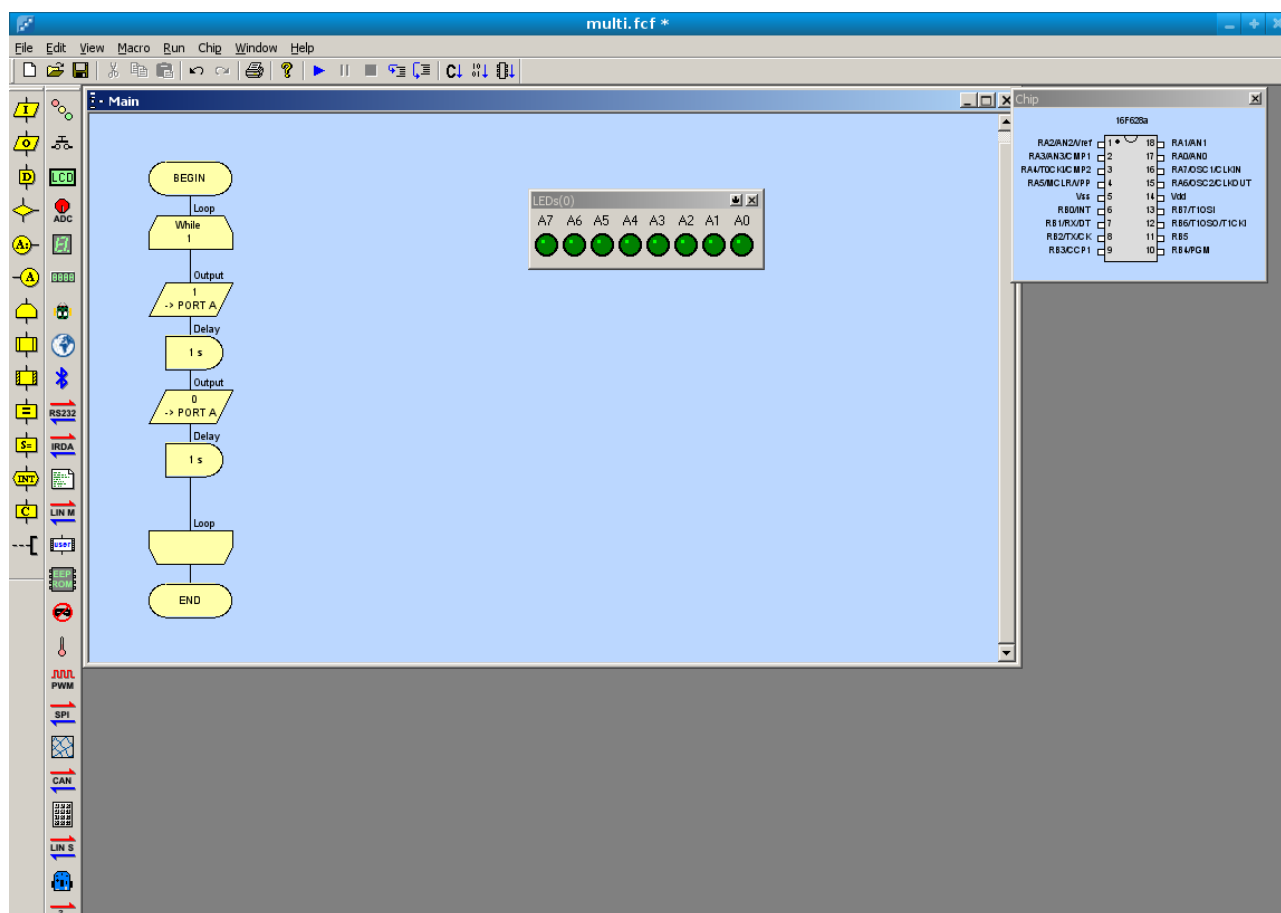 multi.fcf *
File Edit View Macro Run Chip Window Help
Main
BEGIN
Loop
While
1
Output
1
-> PORT A
Delay
1 s
Output
0
-> PORT A
Delay
1 s
Loop
END
LEDs(0)
A7 A6 A5 A4 A3 A2 A1 A0
Chip
16F628a
RA2/AN2/Vref 1 18 RA1/AN1
RA3/AN3/CMP1 2 17 RA0/AN0
RA4/T0CKI/CMP2 3 16 RA7/OSC1/CLKIN
RA5/MCLR/VPP 4 15 RA6/OSC2/CLKOUT
Vss 5 14 Vdd
RB0/INT 6 13 RB7/T1OSI
RB1/RX/DT 7 12 RB6/T1OSO/T1CKI
RB2/TX/CK 8 11 RB5
RB3/CCP1 9 10 RB4/PGM
I
O
D
LCD
ADC
A:
A
8888
RS232
S=
IRDA
INT
C
LIN M
user
EEP
ROM
PWM
SPI
CAN
LIN S